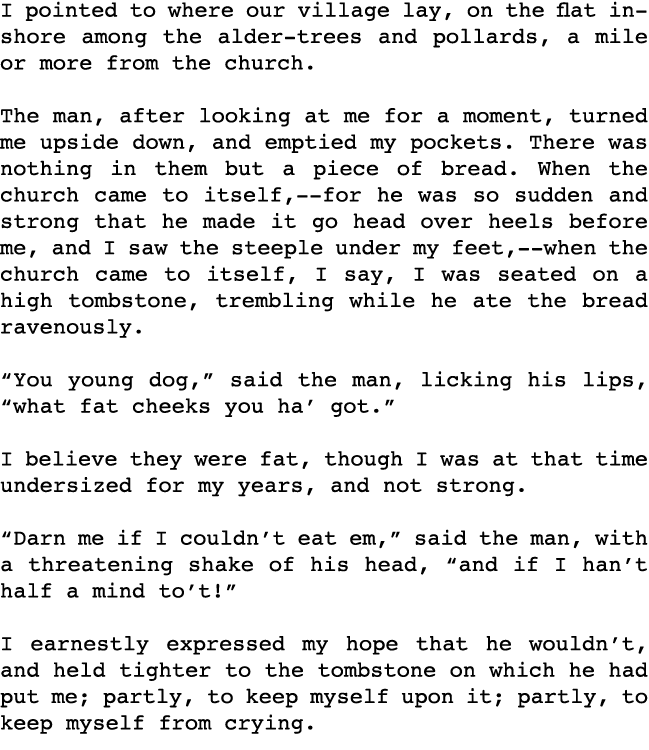 I pointed to where our village lay, on the flat in-
shore among the alder-trees and pollards, a mile
or more from the church.
The man, after looking at me for a moment, turned
me upside down, and emptied my pockets. There was
nothing in them but a piece of bread. When the
church came to itself,--for he was so sudden and
strong that he made it go head over heels before
me, and I saw the steeple under my feet,--when the
church came to itself, I say, I was seated on a
high tombstone, trembling while he ate the bread
ravenously.
“You young dog,” said the man, licking his lips,
“what fat cheeks you ha’ got.”
I believe they were fat, though I was at that time
undersized for my years, and not strong.
“Darn me if I couldn’t eat em,” said the man, with
a threatening shake of his head, “and if I han’t
half a mind to’t!”
I earnestly expressed my hope that he wouldn’t,
and held tighter to the tombstone on which he had
put me; partly, to keep myself upon it; partly, to
keep myself from crying.